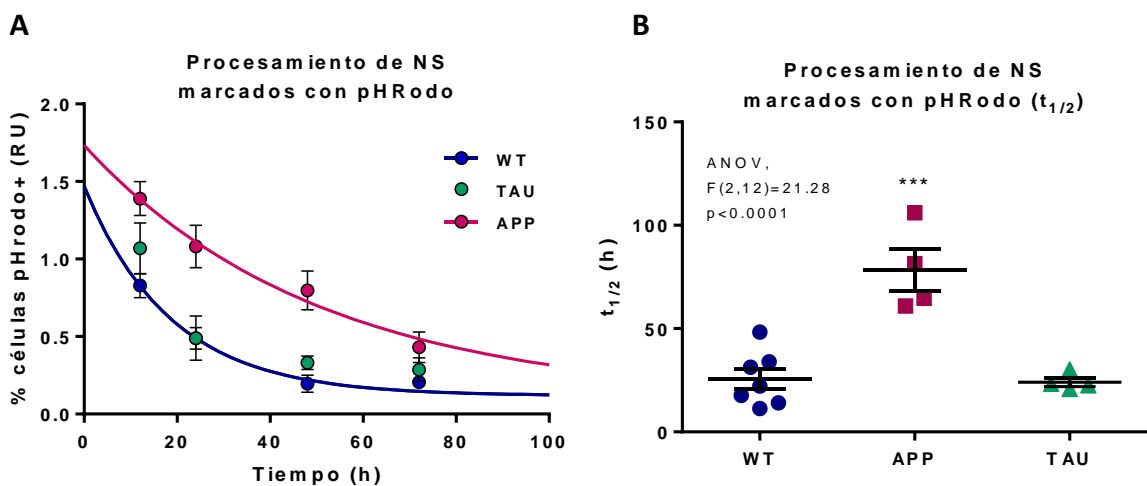 A
Procesamiento de NS
marcados con pHRodo
% células pHrodo+ (RU)
2.0
1.5
1.0
0.5
0.0
0
20
40
60
80
100
Tiempo (h)
WT
TAU
APP
B
Procesamiento de NS
marcados con pHRodo (t1/2)
t1/2 (h)
150
100
50
0
ANOV,
F(2,12)=21.28
p<0.0001
***
WT
APP
TAU